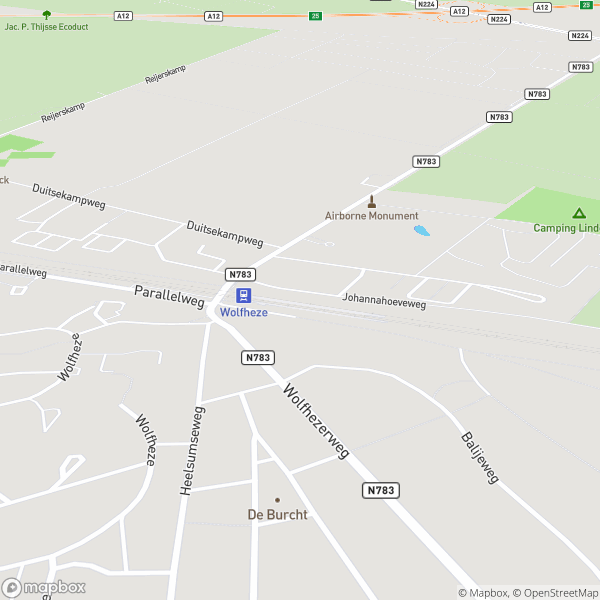 N224
A12
A12
25
A12
A12
25
N224
Jac. P. Thijsse Ecoduct
N224
Reijerskamp
N783
N783
Reijerskamp
N783
N783
ck
Duitsekampweg
Airborne Monument
Camping Linde
Duitsekampweg
Parallelweg
N783
Parallelweg
Johannahoeveweg
Wolfheze
Wolfheze
N783
Wolfhezerweg
Wolfheze
Heelsumseweg
Balijeweg
N783
De Burcht
mapbox
© Mapbox, © OpenStreetMap